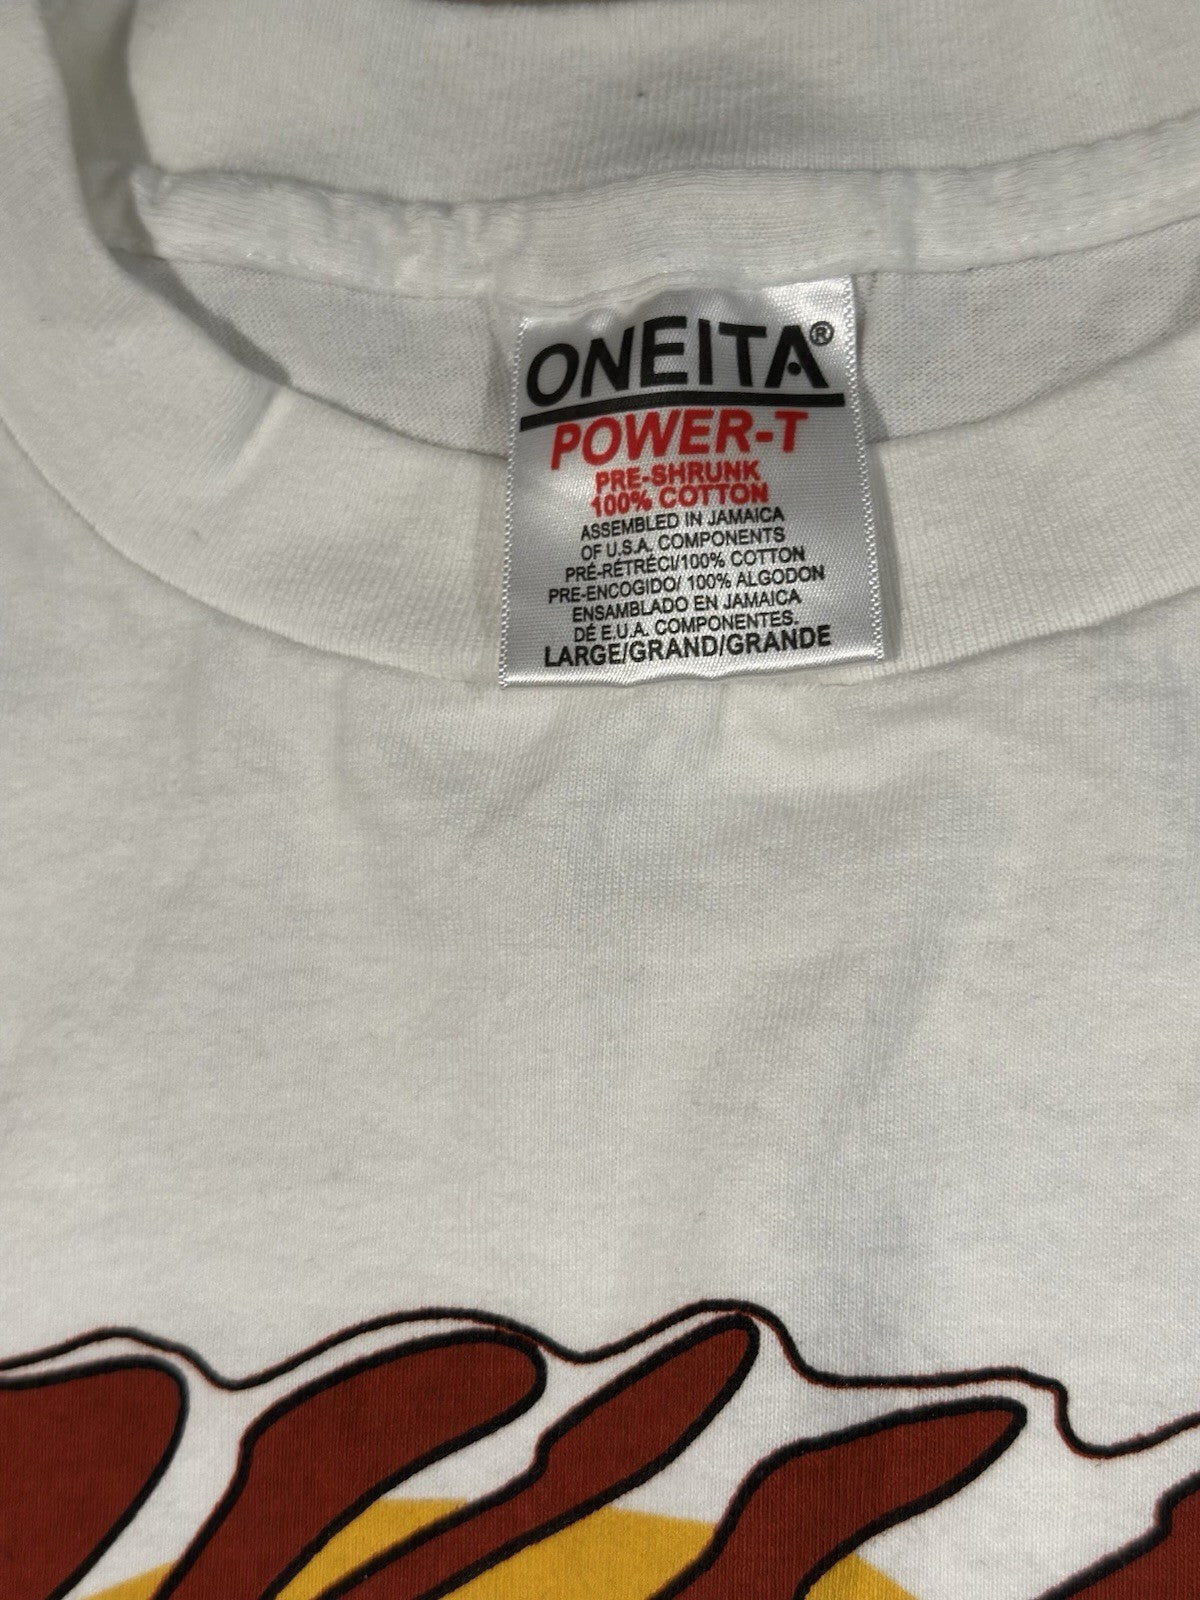 ONEITA®
POWER-T
PRE-SHRUNK
100% COTTON
ASSEMBLED IN JAMAICA
OF U.S.A. COMPONENTS
PRÉ-RÉTRÉCI/100% COTTON
PRE-ENCOGIDO/ 100% ALGODON
ENSAMBLADO EN JAMAICA
DÉ E.U.A. COMPONENTES.
LARGE/GRAND/GRANDE